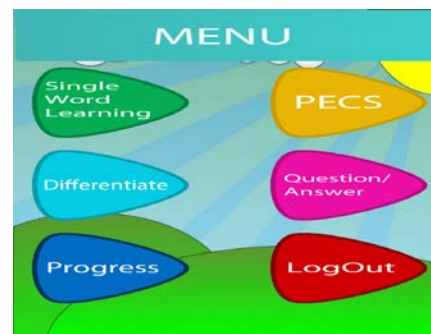 MENU
Single
Word
Learning
PECS
Differentiate
Question/
Answer
Progress
LogOut